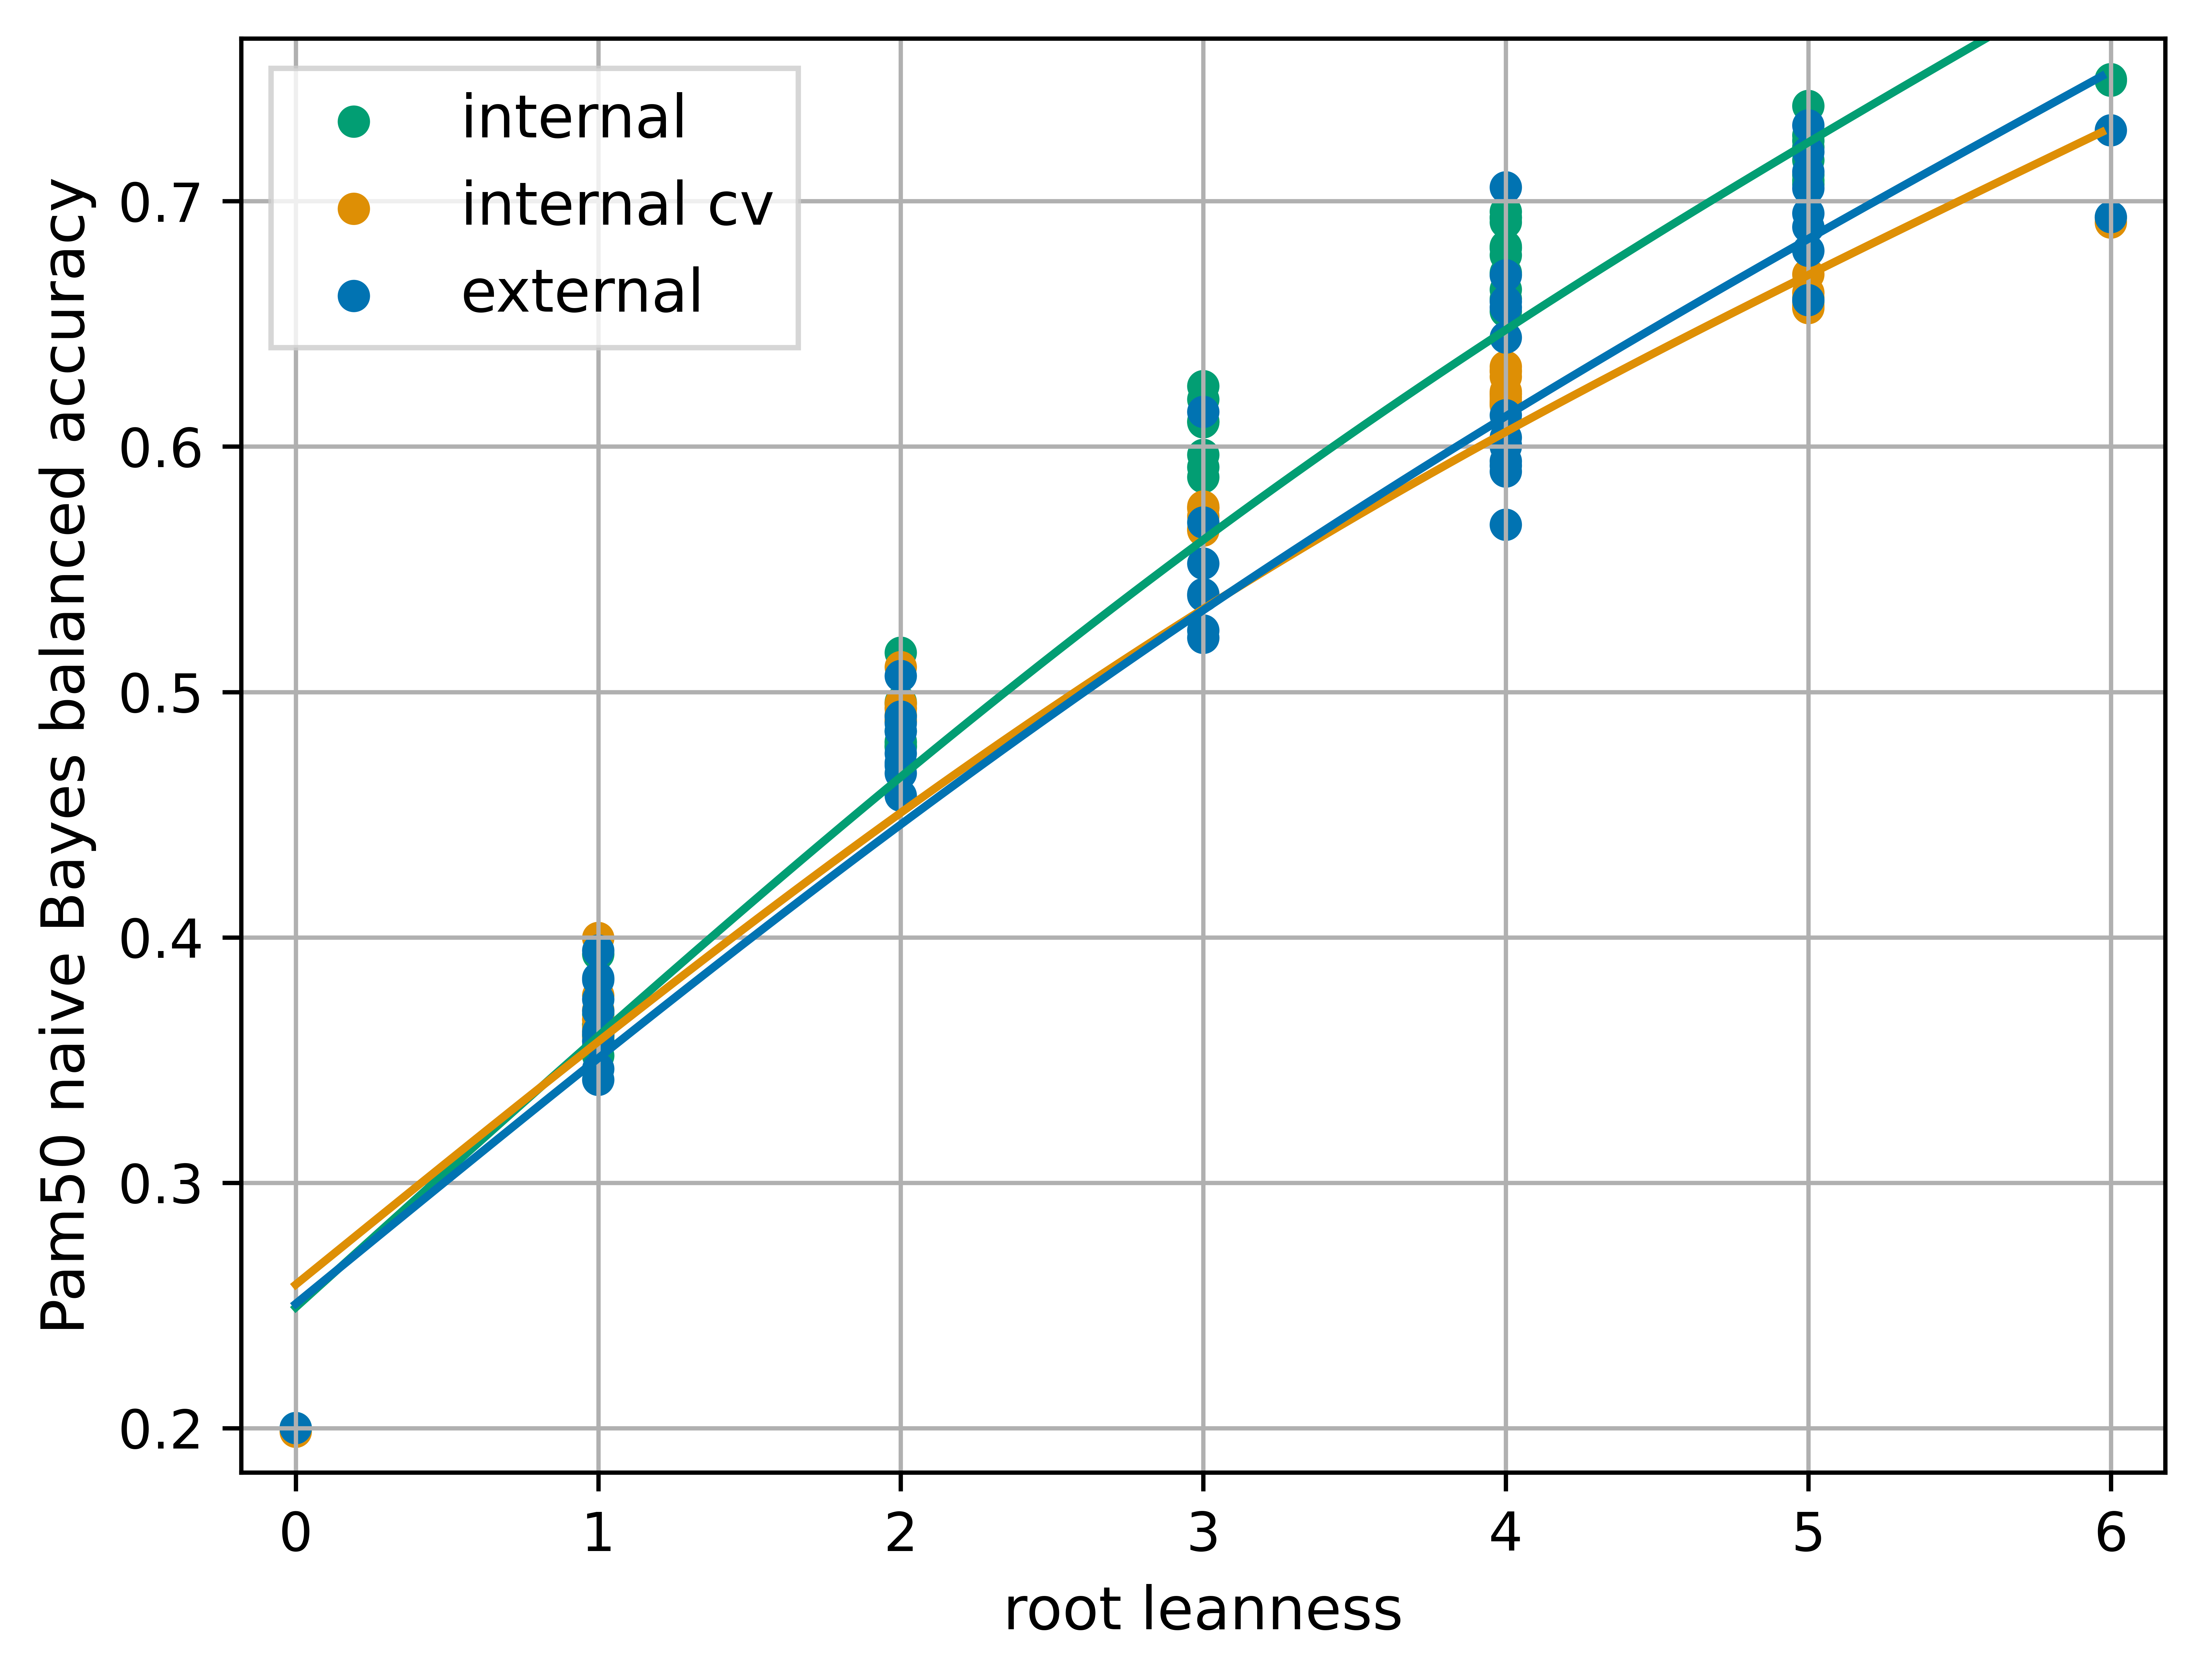 internal
internal cv
external
Pam50 naive Bayes balanced accuracy
0.7
0.6
0.5
0.4
0.3
0.2
0 1 2 3 4 5 6
root leanness